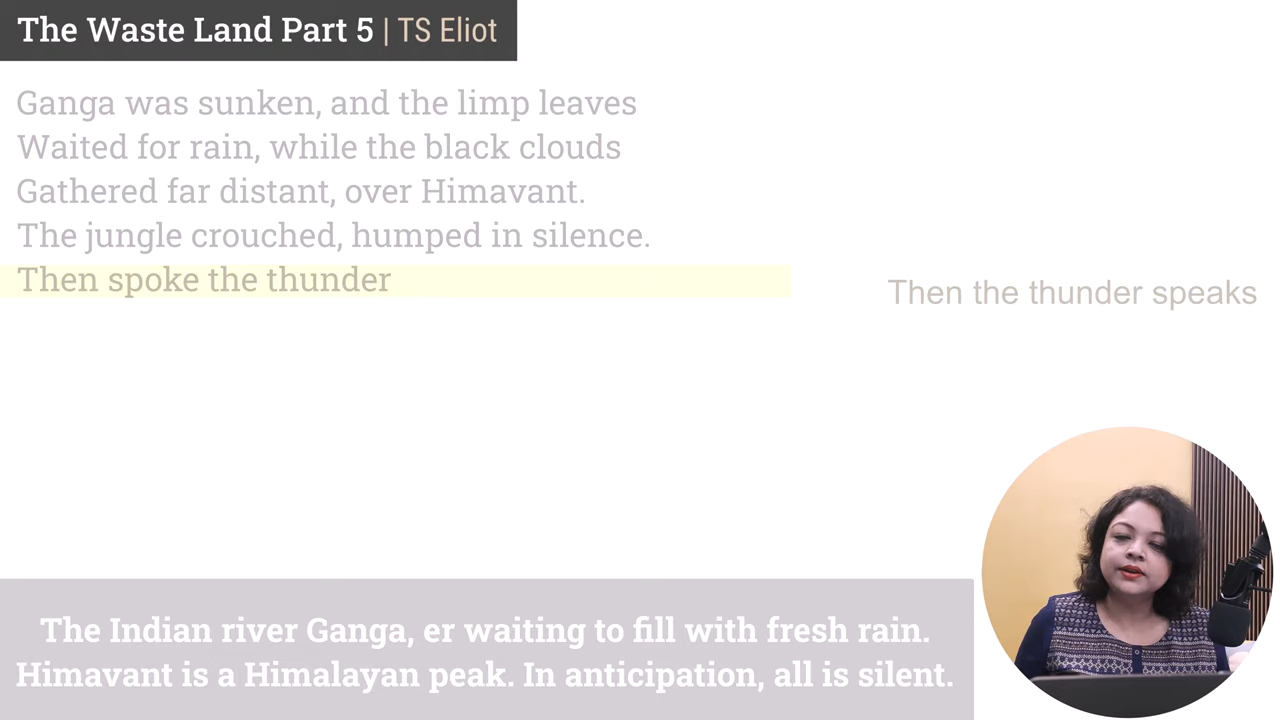 The Waste Land Part 5 | TS Eliot
Ganga was sunken, and the limp leaves
Waited for rain, while the black clouds
Gathered far distant, over Himavant.
The jungle crouched, humped in silence.
Then spoke the thunder
Then the thunder speaks
The Indian river Ganga, er waiting to fill with fresh rain.
Himavant is a Himalayan peak. In anticipation, all is silent.